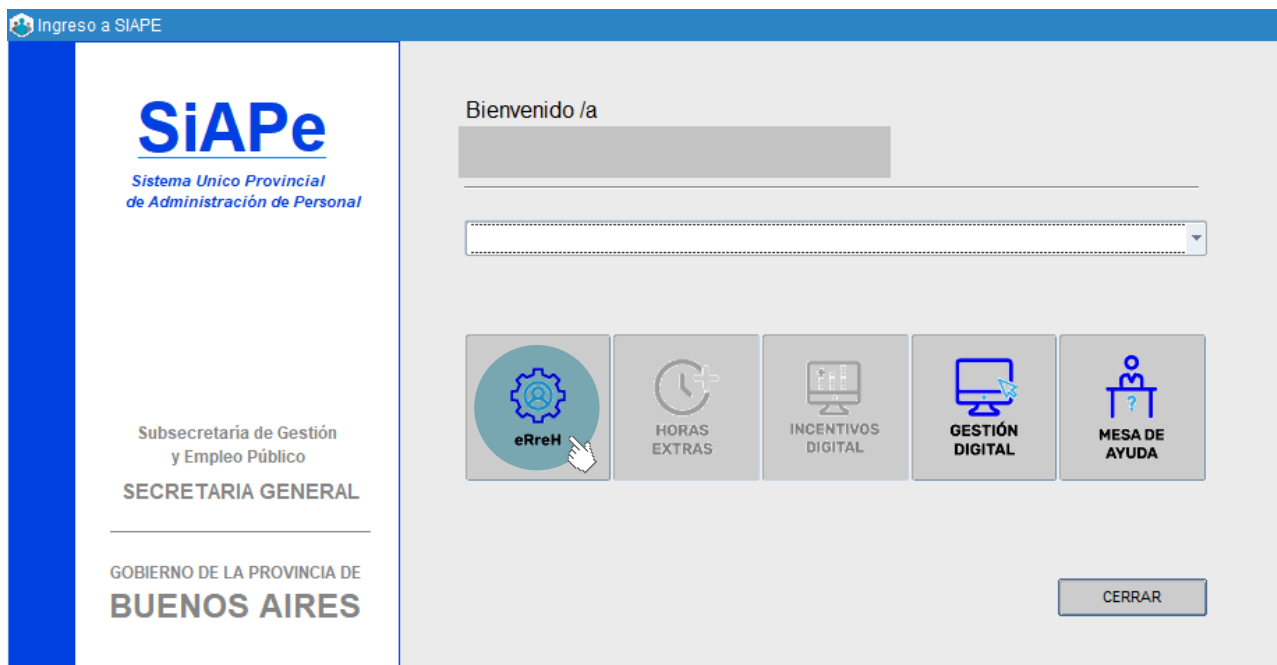 Ingreso a SIAPE
SiAPe
Sistema Unico Provincial
de Administración de Personal
Subsecretaría de Gestión
y Empleo Público
SECRETARIA GENERAL
GOBIERNO DE LA PROVINCIA DE
BUENOS AIRES
Bienvenido /a
eRreH
HORAS
EXTRAS
INCENTIVOS
DIGITAL
GESTIÓN
DIGITAL
?
MESA DE
AYUDA
CERRAR